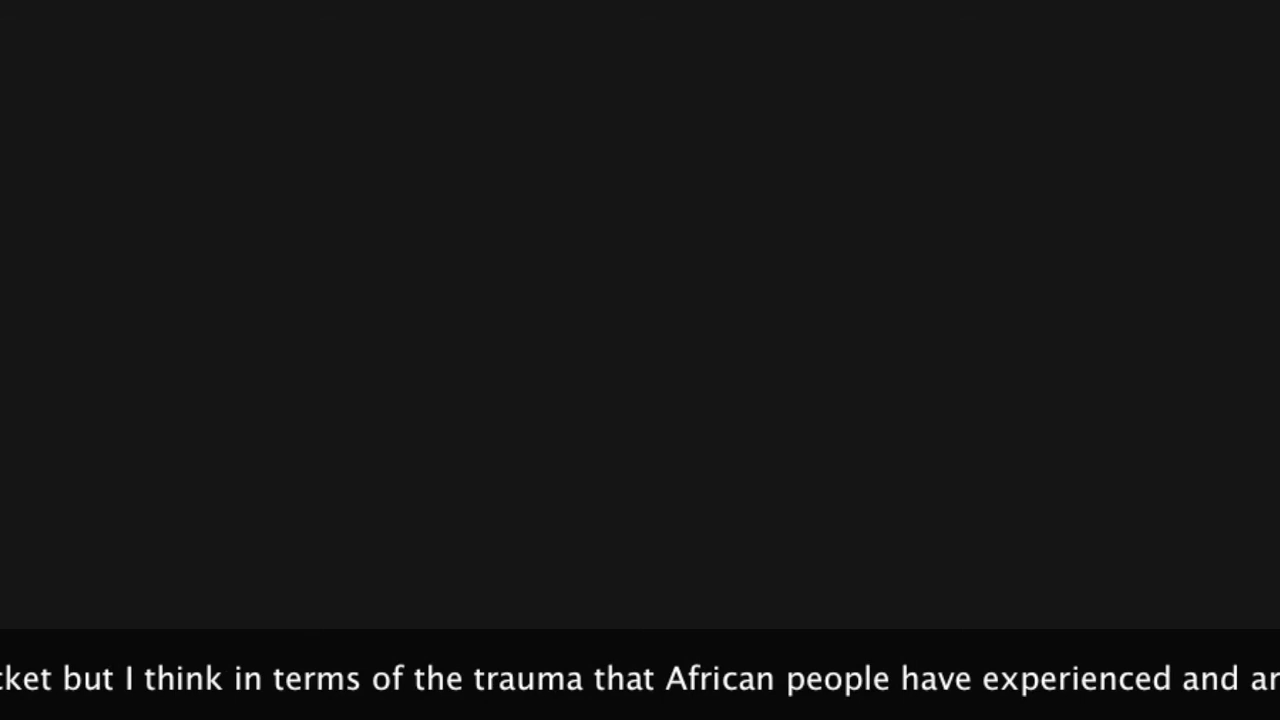 but I think in terms of the trauma that African people have experienced and